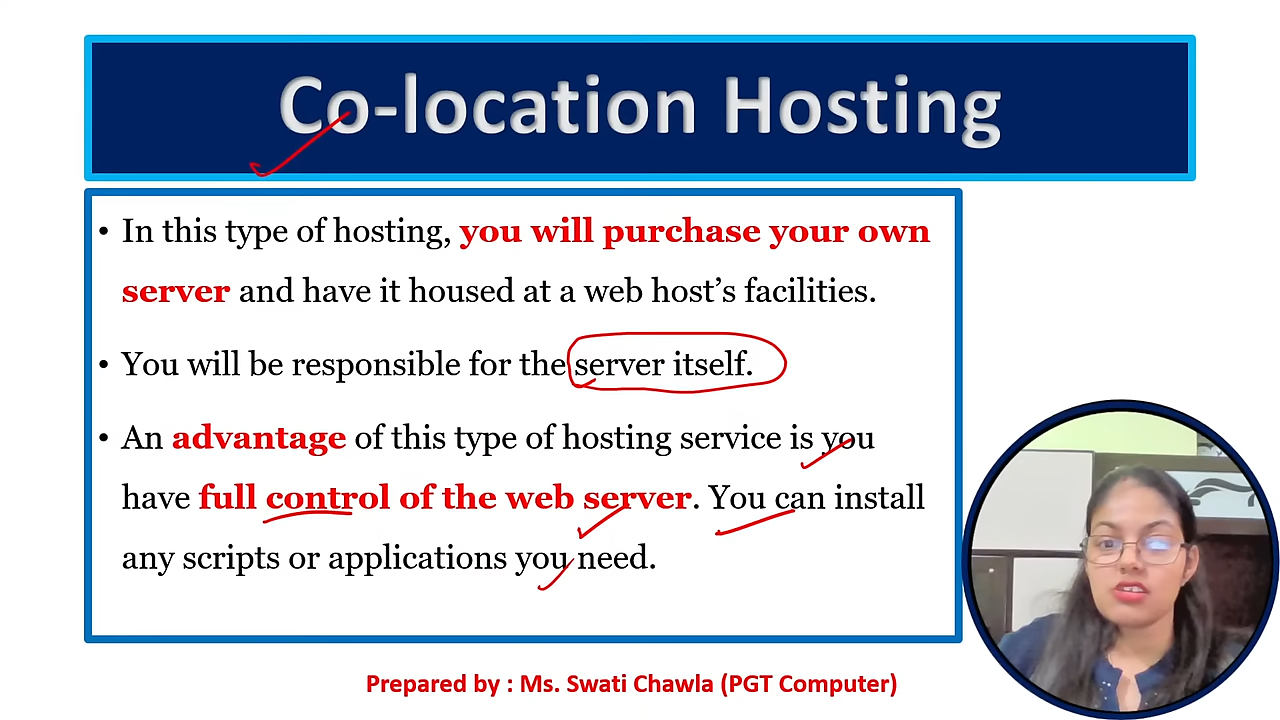 Co-location Hosting
• In this type of hosting, you will purchase your own
server and have it housed at a web host’s facilities.
• You will be responsible for the server itself.
• An advantage of this type of hosting service is you
have full control of the web server. You can install
any scripts or applications you need.
Prepared by : Ms. Swati Chawla (PGT Computer)